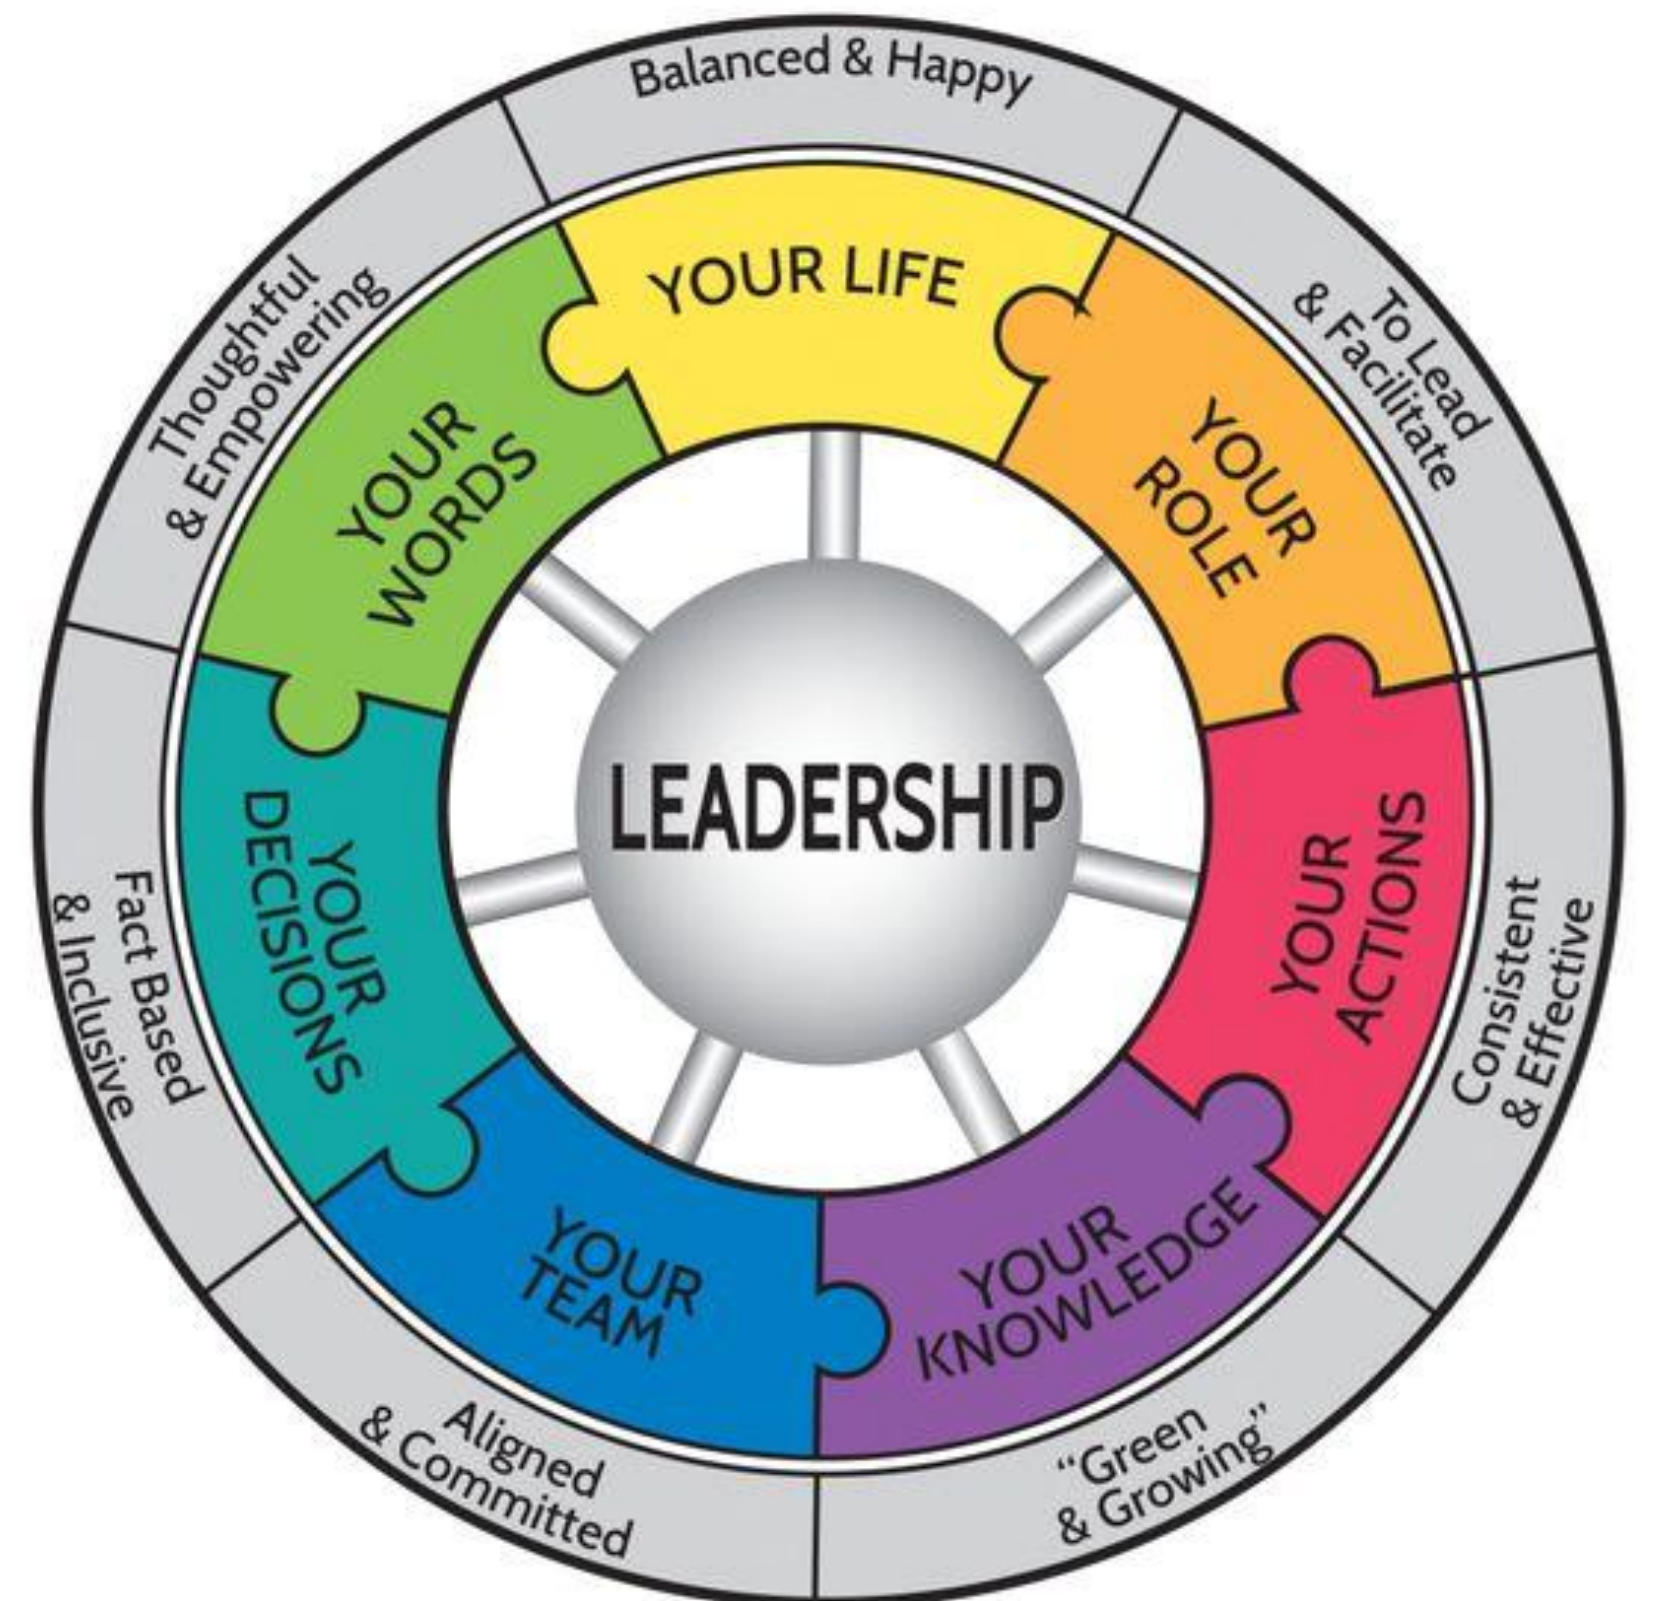 Balanced & Happy
YOUR LIFE
To Lead
& Facilitate
YOUR
ROLE
Consistent
& Effective
YOUR
ACTIONS
“Green
& Growing”
YOUR
KNOWLEDGE
Aligned
& Committed
YOUR
TEAM
Fact Based
& Inclusive
YOUR
DECISIONS
Thoughtful
& Empowering
YOUR
WORDS
LEADERSHIP